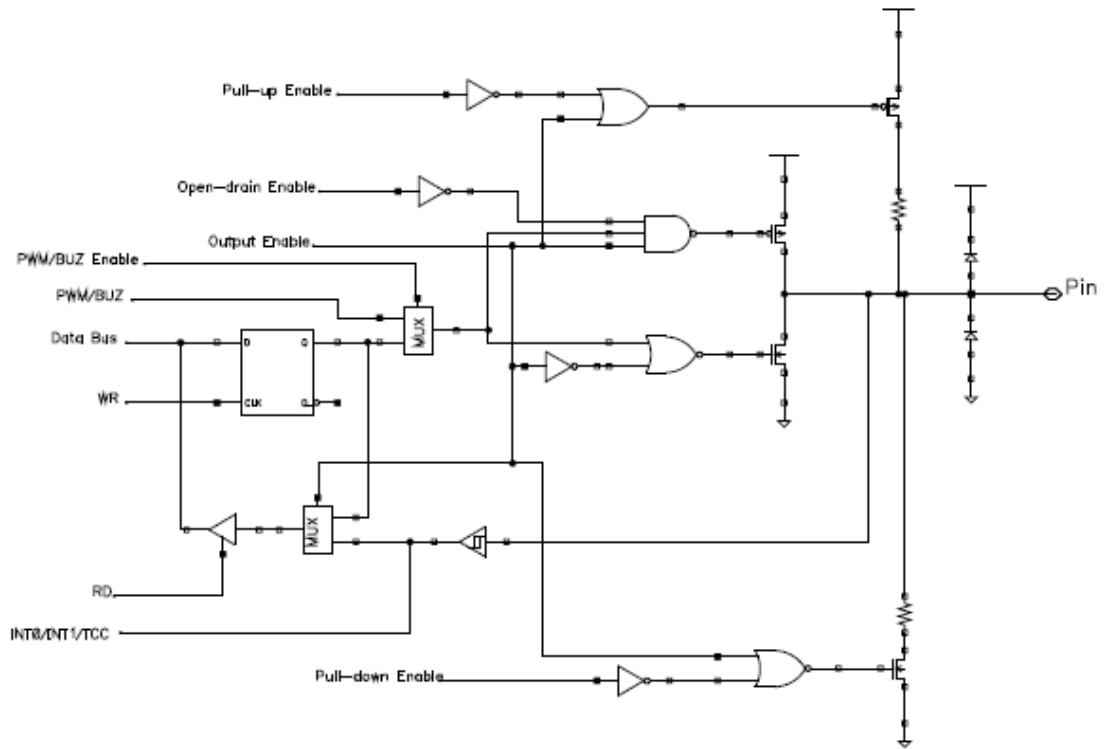 Pull-up Enable
Open-drain Enable
Output Enable
PWM/BUZ Enable
PWM/BUZ
Pin
MUX
Data Bus
D
Q
WR
CLK
Q
MUX
RD
INT0/INT1/TCC
Pull-down Enable